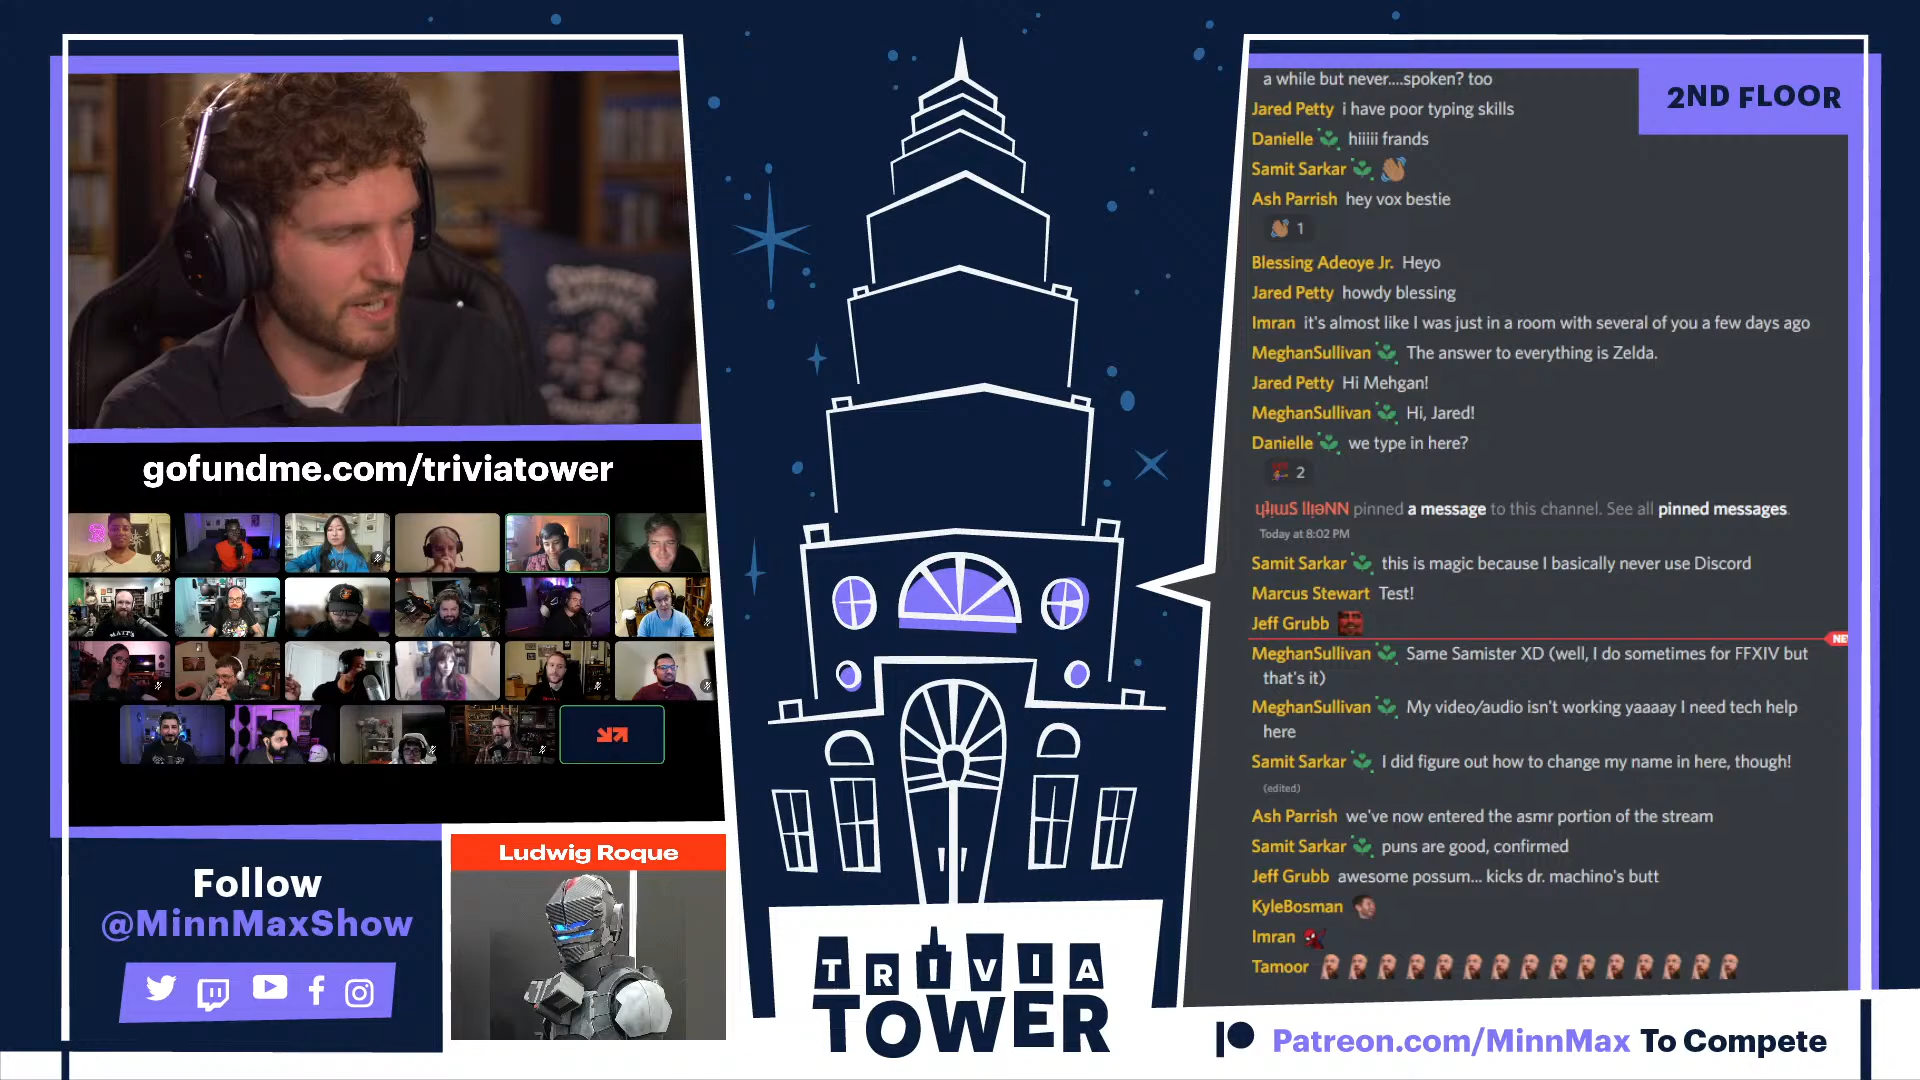 gofundme.com/triviatower
Follow
@MinnMaxShow
Ludwig Roque
TRIVIA
TOWER
2ND FLOOR
a while but never....spoken? too
Jared Petty i have poor typing skills
Danielle hiiiii frands
Samit Sarkar 👋🏽
Ash Parrish hey vox bestie
👋🏽 1
Blessing Adeoye Jr. Heyo
Jared Petty howdy blessing
Imran it's almost like I was just in a room with several of you a few days ago
MeghanSullivan The answer to everything is Zelda.
Jared Petty Hi Mehgan!
MeghanSullivan Hi, Jared!
Danielle we type in here?
2
pinned a message to this channel. See all pinned messages.
Today at 8:02 PM
Samit Sarkar this is magic because I basically never use Discord
Marcus Stewart Test!
Jeff Grubb
MeghanSullivan Same Samister XD (well, I do sometimes for FFXIV but
that's it)
MeghanSullivan My video/audio isn't working yaaaay I need tech help
here
Samit Sarkar I did figure out how to change my name in here, though!
(edited)
Ash Parrish we've now entered the asmr portion of the stream
Samit Sarkar puns are good, confirmed
Jeff Grubb awesome possum... kicks dr. machino's butt
KyleBosman
Imran
Tamoor
Patreon.com/MinnMax To Compete